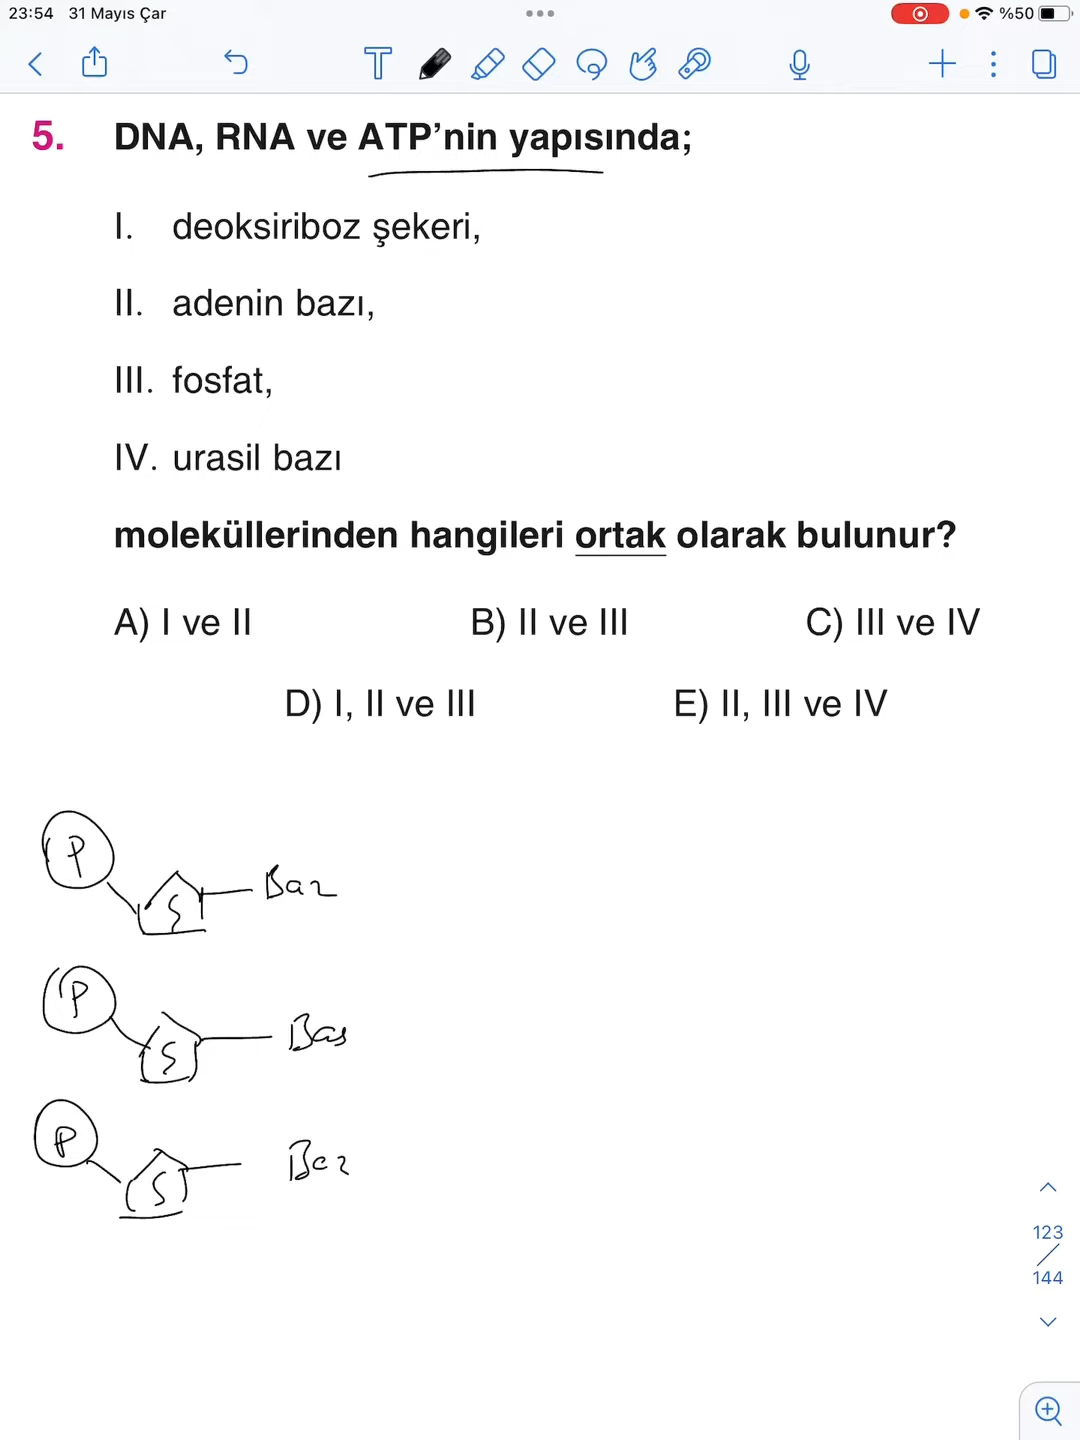 23:54 31 Mayıs Çar
%50
T
5. DNA, RNA ve ATP’nin yapısında;
I. deoksiriboz şekeri,
II. adenin bazı,
III. fosfat,
IV. urasil bazı
moleküllerinden hangileri ortak olarak bulunur?
A) I ve II B) II ve III C) III ve IV
D) I, II ve III E) II, III ve IV
P
S Baz
P
S Bas
P
S Baz
123
144